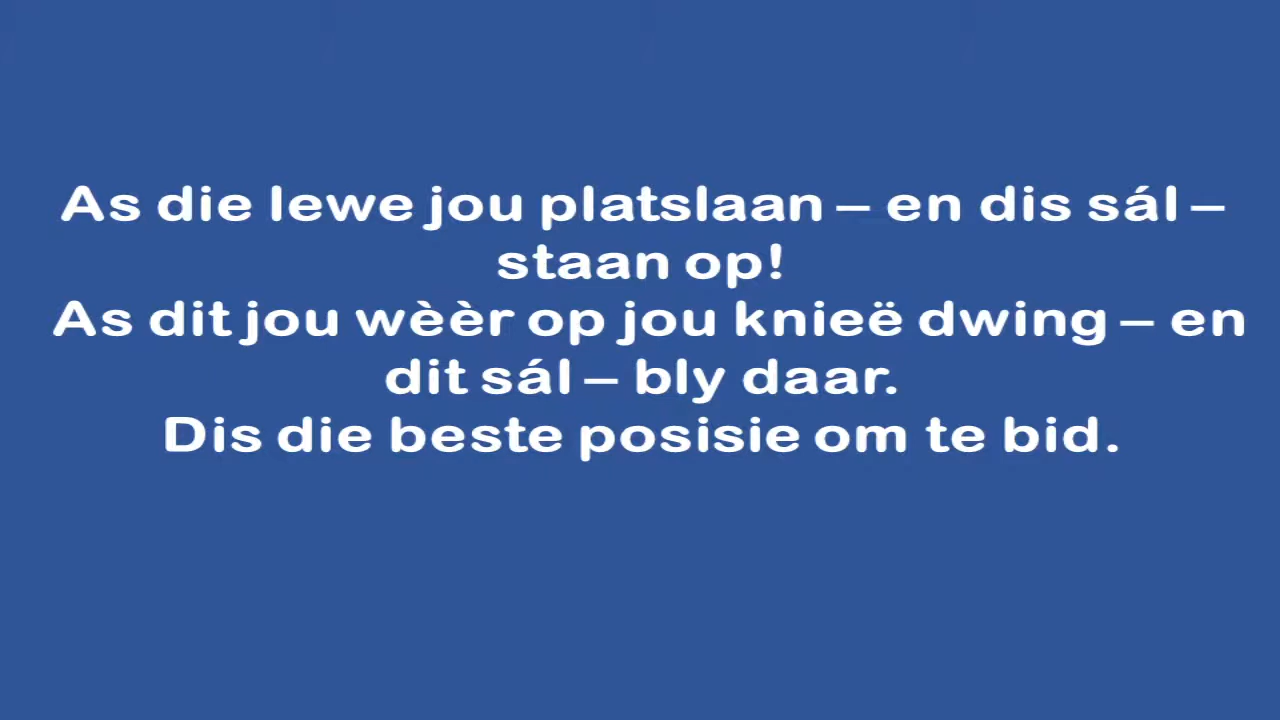 As die lewe jou platslaan – en dis sál –
staan op!
As dit jou wèèr op jou knieë dwing – en
dit sál – bly daar.
Dis die beste posisie om te bid.